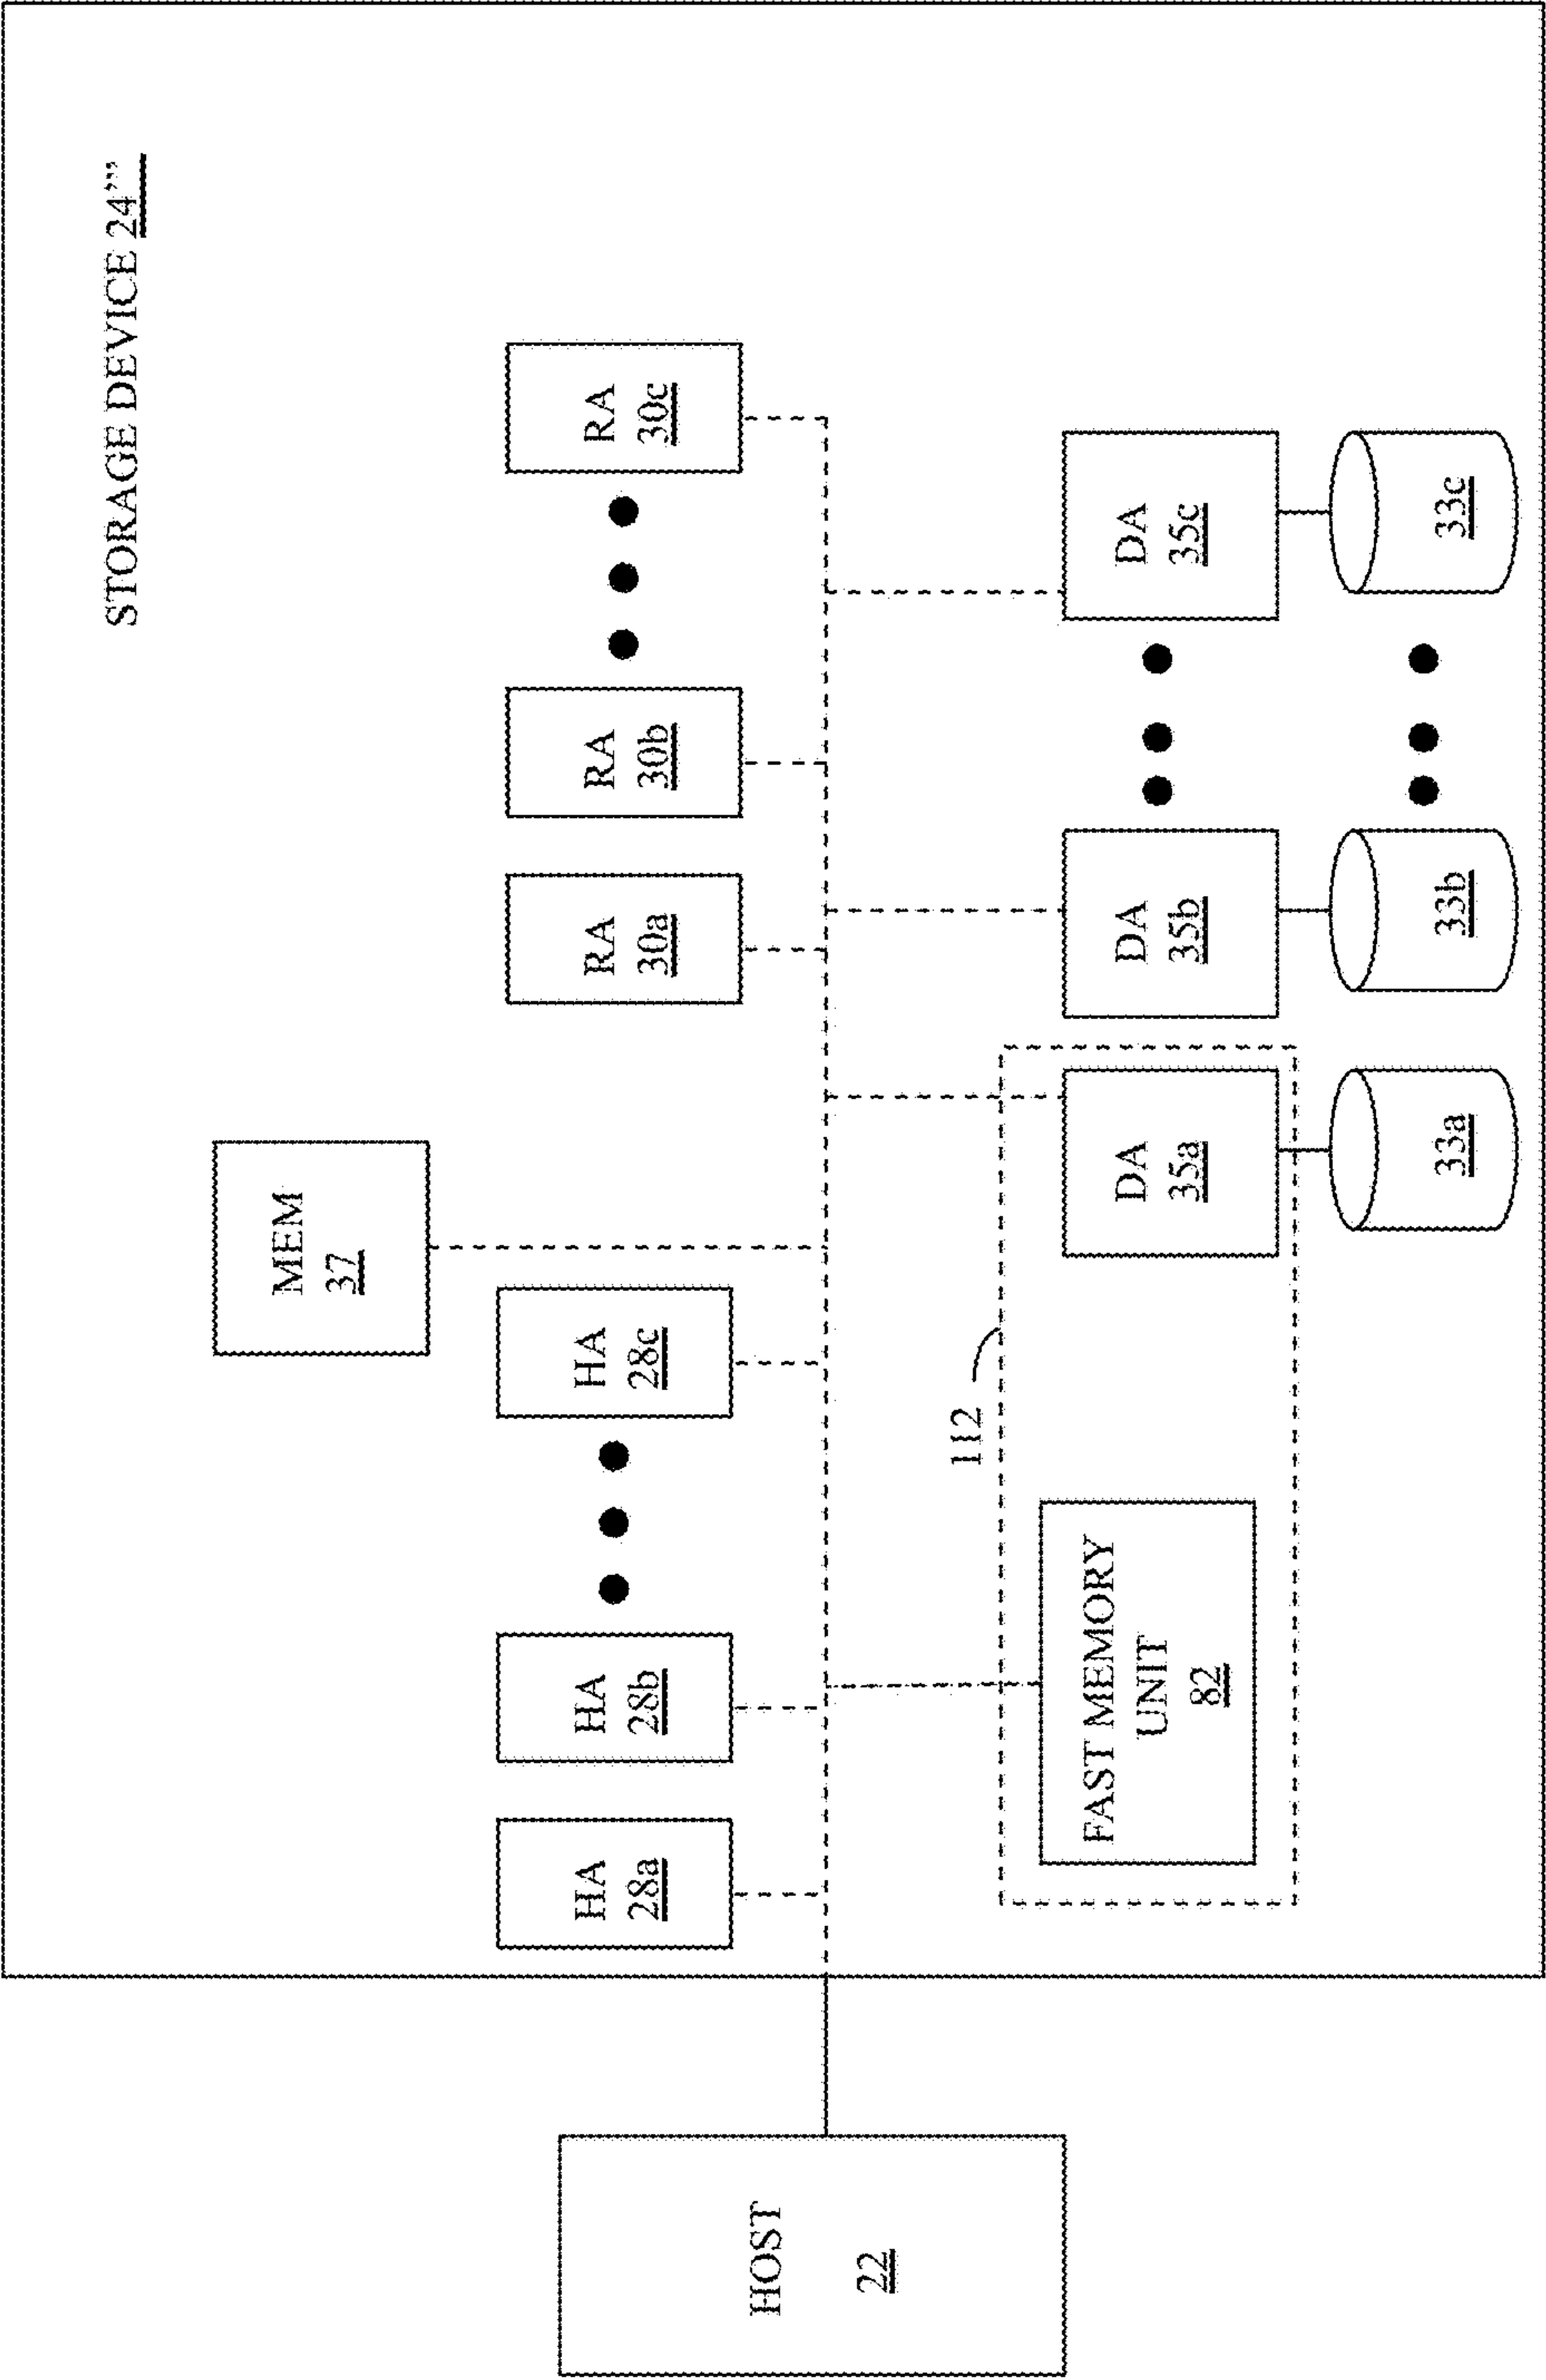 STORAGE DEVICE 24'''
MEM
37
HA
28a
HA
28b
HA
28c
RA
30a
RA
30b
RA
30c
HOST
22
112
FAST MEMORY
UNIT
82
DA
35a
DA
35b
DA
35c
33a
33b
33c